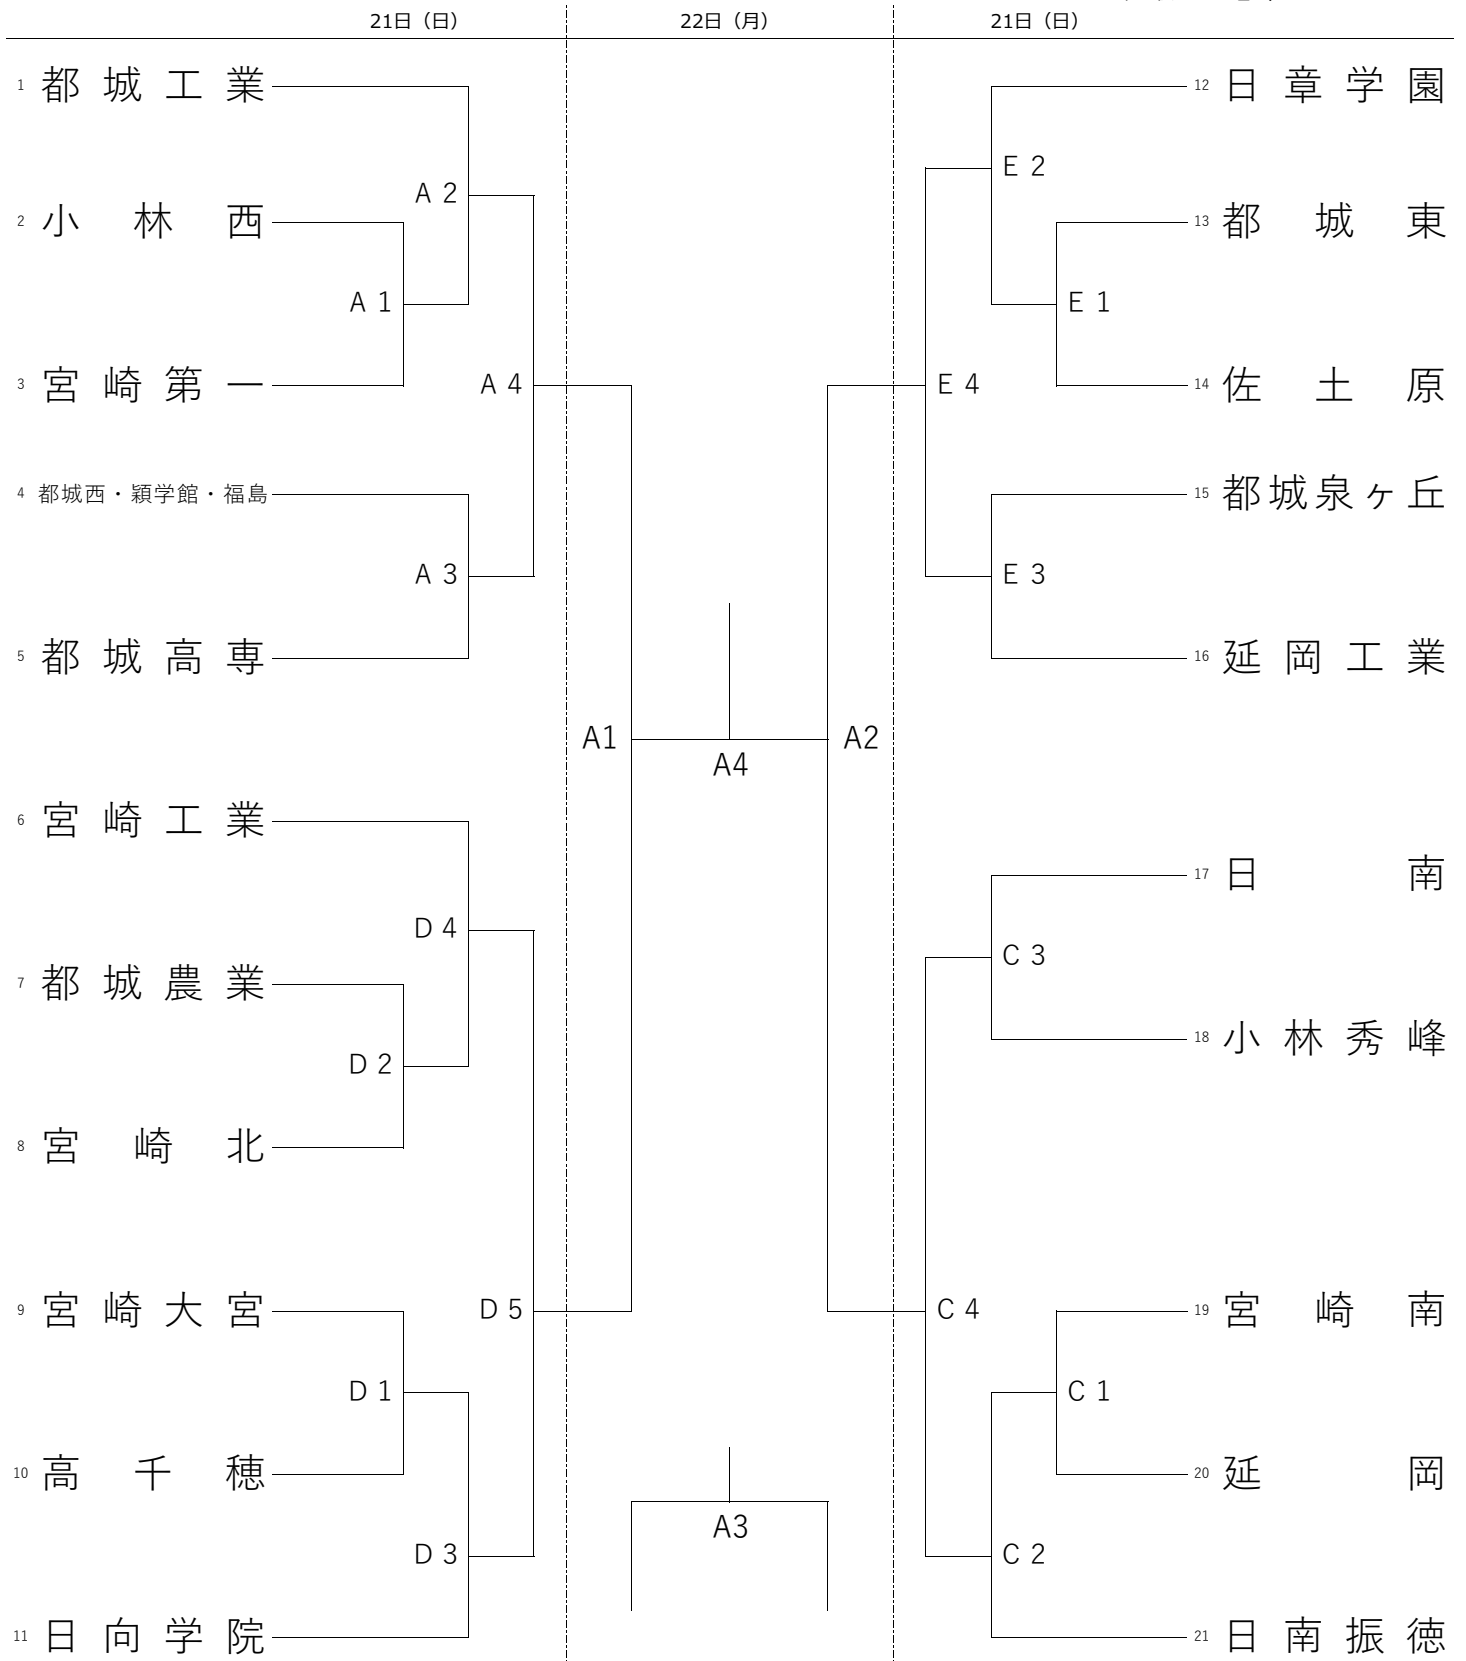 21日（日）
22日（月）
21日（日）
1 都城工業
2 小林西
3 宮崎第一
4 都城西・穎学館・福島
5 都城高専
6 宮崎工業
7 都城農業
8 宮崎北
9 宮崎大宮
10 高千穂
11 日向学院
A 2
A 1
A 4
A 3
D 4
D 2
D 5
D 1
D 3
A1
A4
A2
A3
E 2
E 1
E 4
E 3
C 3
C 4
C 1
C 2
12 日章学園
13 都城東
14 佐土原
15 都城泉ヶ丘
16 延岡工業
17 日南
18 小林秀峰
19 宮崎南
20 延岡
21 日南振徳